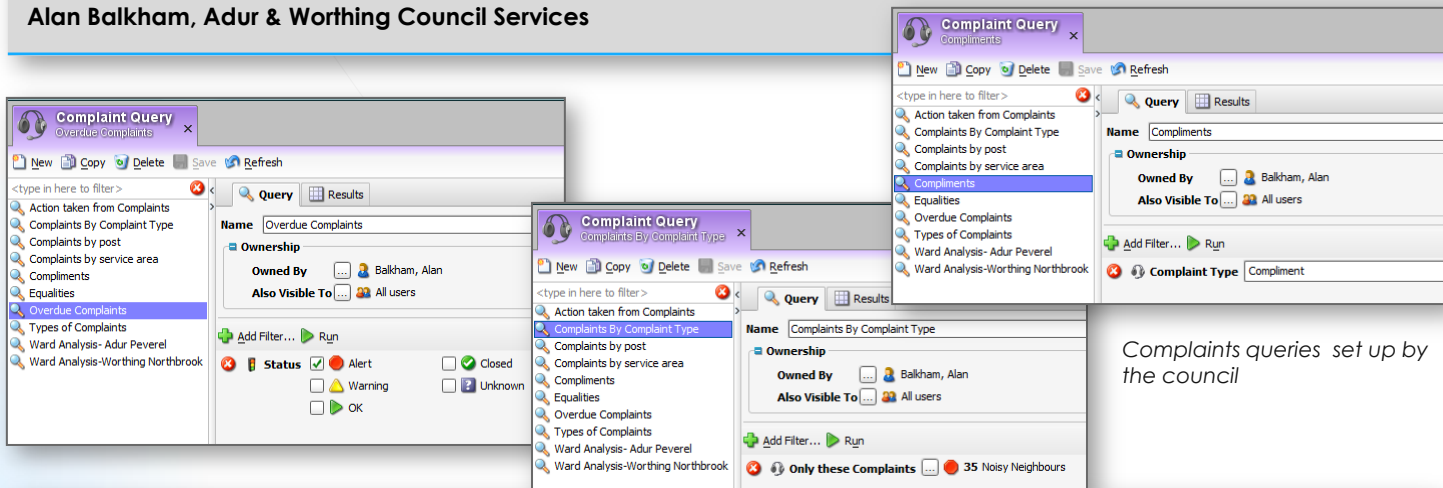 Alan Balkham, Adur & Worthing Council Services
Complaint Query
Overdue Complaints
New Copy Delete Save Refresh
<type in here to filter>
Action taken from Complaints
Complaints By Complaint Type
Complaints by post
Complaints by service area
Compliments
Equalities
Overdue Complaints
Types of Complaints
Ward Analysis- Adur Peverel
Ward Analysis-Worthing Northbrook
Query Results
Name Overdue Complaints
Ownership
Owned By ... Balkham, Alan
Also Visible To ... All users
Add Filter... Run
Status Alert Closed
Warning Unknown
OK
Complaint Query
Complaints By Complaint Type
New Copy Delete Save Refresh
<type in here to filter>
Action taken from Complaints
Complaints By Complaint Type
Complaints by post
Complaints by service area
Compliments
Equalities
Overdue Complaints
Types of Complaints
Ward Analysis- Adur Peverel
Ward Analysis-Worthing Northbrook
Query Results
Name Complaints By Complaint Type
Ownership
Owned By ... Balkham, Alan
Also Visible To ... All users
Add Filter... Run
Only these Complaints ... 35 Noisy Neighbours
Complaint Query
Compliments
New Copy Delete Save Refresh
<type in here to filter>
Action taken from Complaints
Complaints By Complaint Type
Complaints by post
Complaints by service area
Compliments
Equalities
Overdue Complaints
Types of Complaints
Ward Analysis- Adur Peverel
Ward Analysis-Worthing Northbrook
Query Results
Name Compliments
Ownership
Owned By ... Balkham, Alan
Also Visible To ... All users
Add Filter... Run
Complaint Type Compliment
Complaints queries set up by
the council